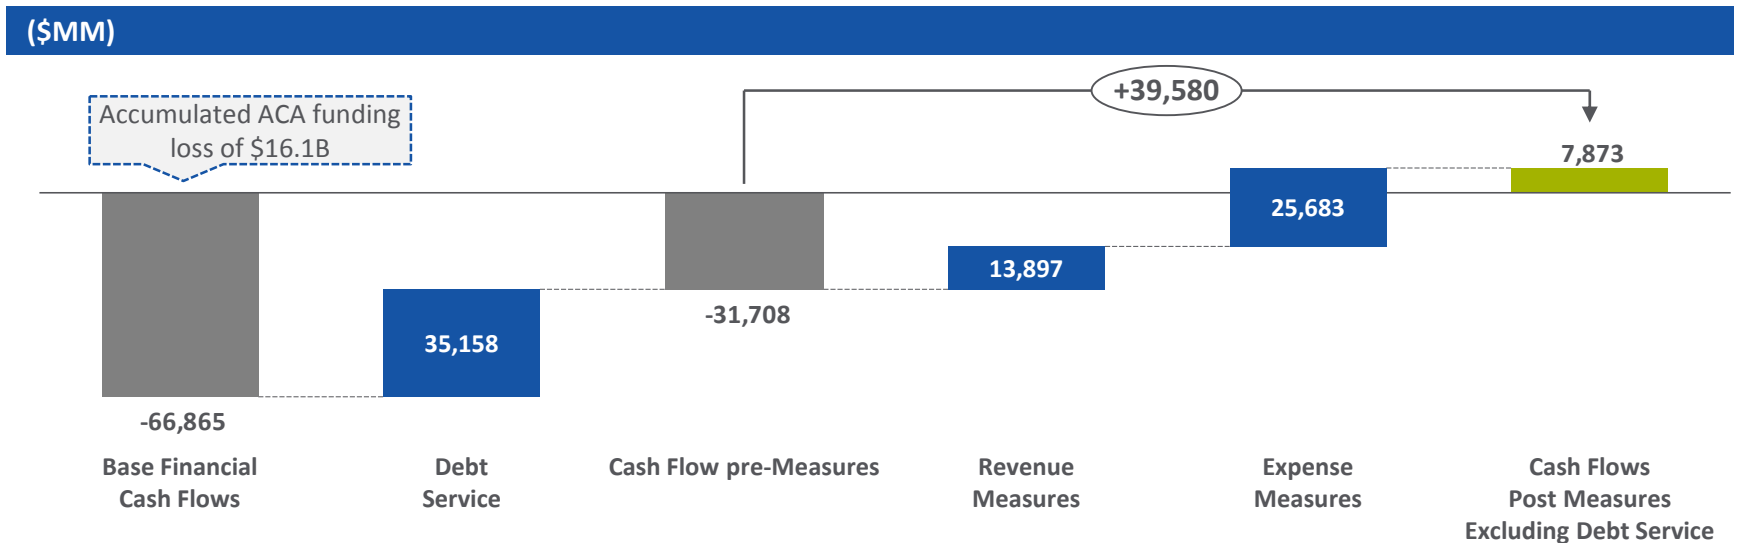 ($MM)
Accumulated ACA funding
loss of $16.1B
+39,580
7,873
25,683
13,897
-31,708
35,158
-66,865
Base Financial
Cash Flows
Debt
Service
Cash Flow pre-Measures
Revenue
Measures
Expense
Measures
Cash Flows
Post Measures
Excluding Debt Service